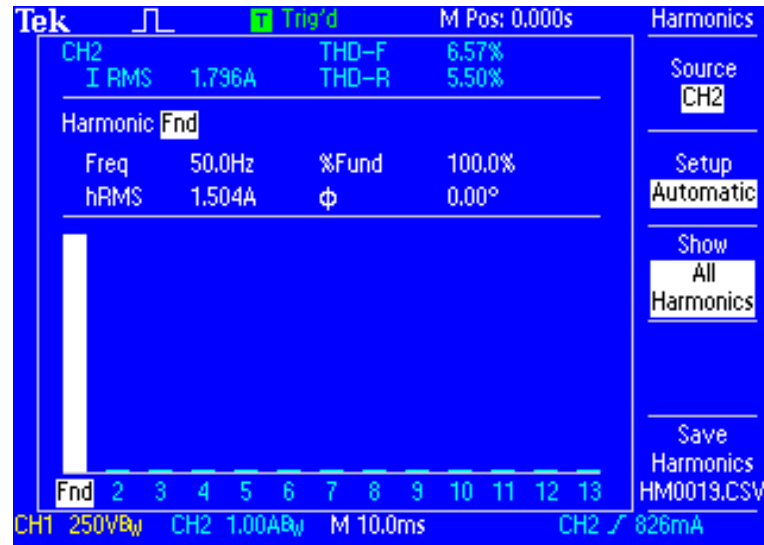 Tek T Trig'd M Pos: 0.000s Harmonics
CH2 THD-F 6.57%
I RMS 1.796A THD-R 5.50%
Source
CH2
Harmonic Fnd
Freq 50.0Hz %Fund 100.0%
hRMS 1.504A ϕ 0.00°
Setup
Automatic
Show
All
Harmonics
Save
Harmonics
HM0019.CSV
Fnd 2 3 4 5 6 7 8 9 10 11 12 13
CH1 250VBW CH2 1.00ABW M 10.0ms CH2 826mA